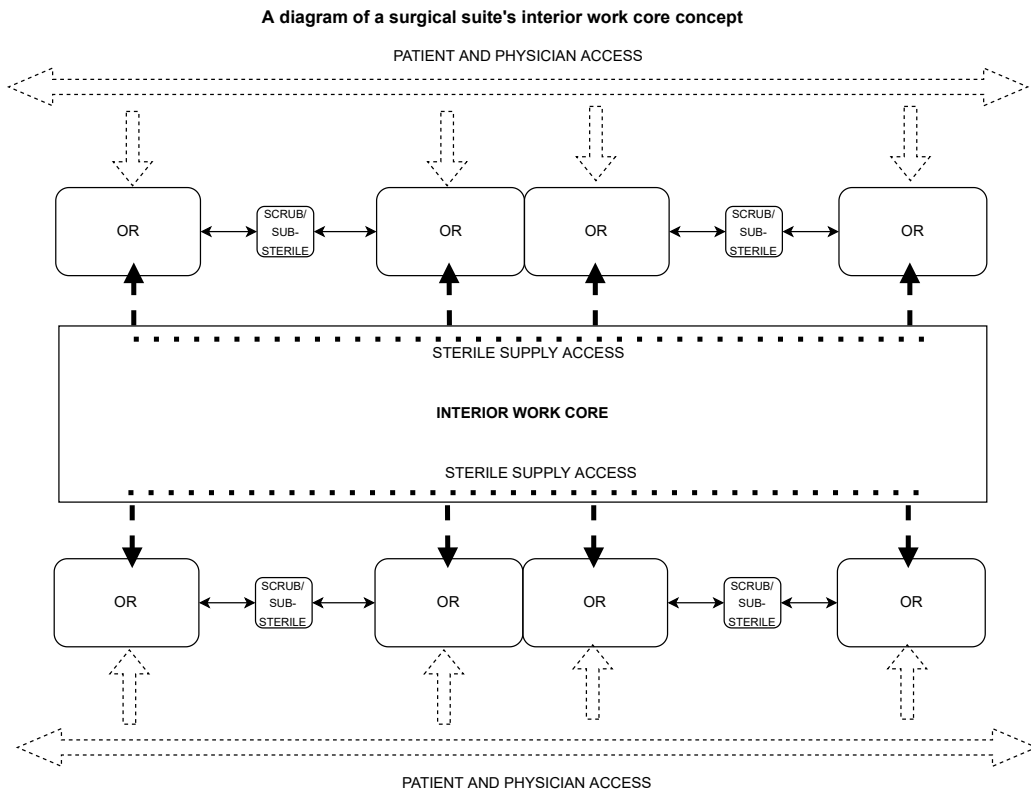 A diagram of a surgical suite's interior work core concept
PATIENT AND PHYSICIAN ACCESS
OR
SCRUB/
SUB-
STERILE
OR
OR
SCRUB/
SUB-
STERILE
OR
STERILE SUPPLY ACCESS
INTERIOR WORK CORE
STERILE SUPPLY ACCESS
OR
SCRUB/
SUB-
STERILE
OR
OR
SCRUB/
SUB-
STERILE
OR
PATIENT AND PHYSICIAN ACCESS